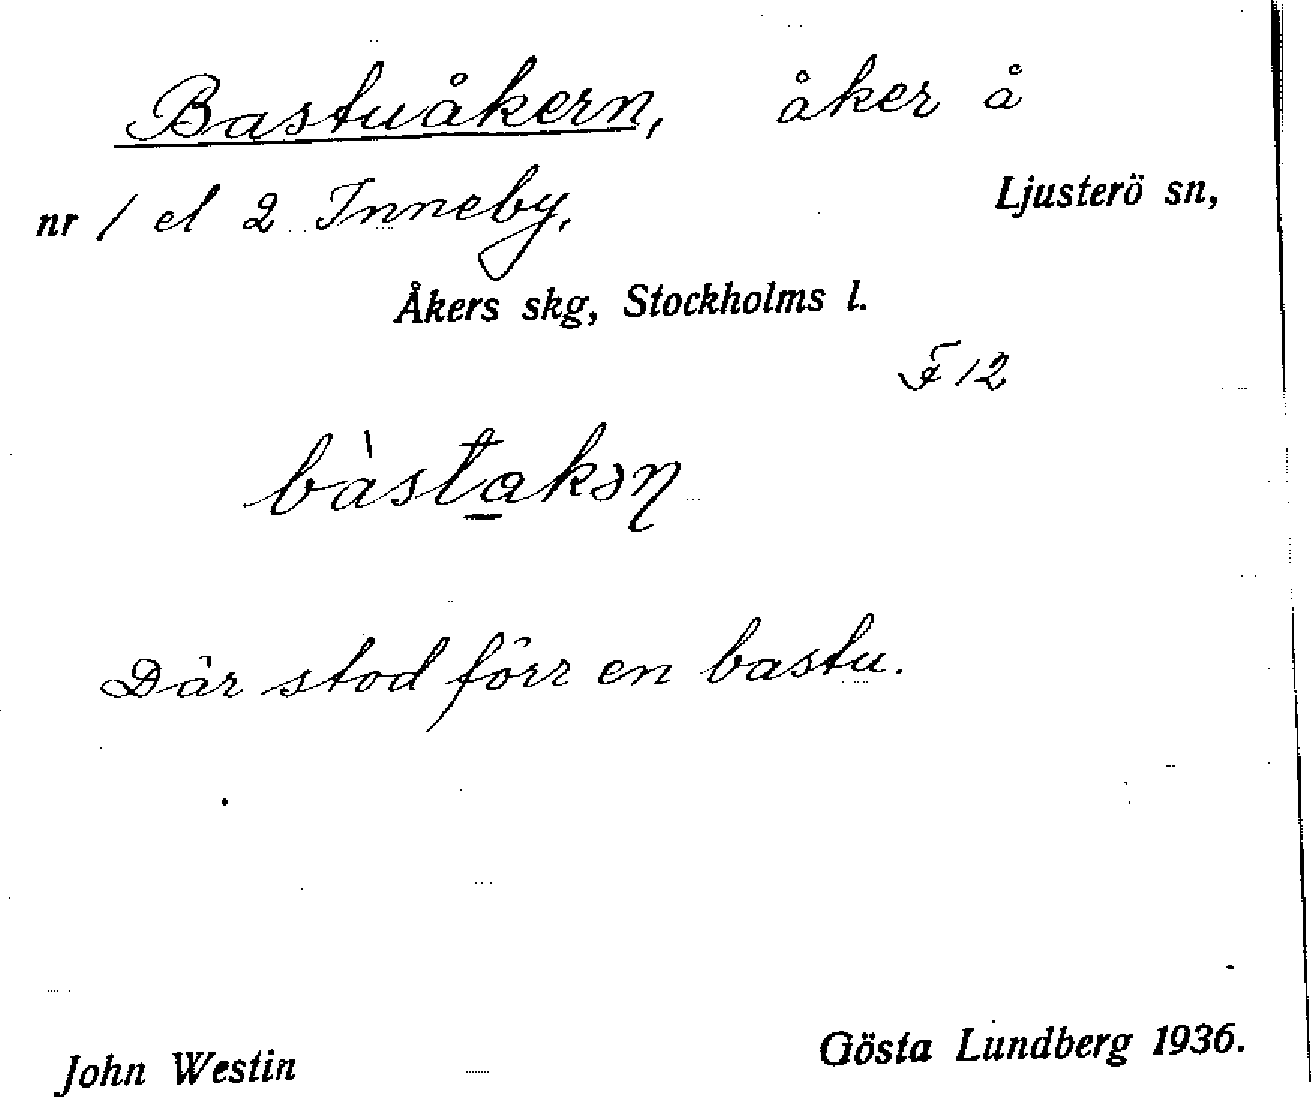 Bastuåkern, åker å
nr 1 el 2 Inneby, Ljusterö sn,
Åkers skg, Stockholms l.
F 12
bàstakəη
Där stod förr en bastu.
John Westin Gösta Lundberg 1936.